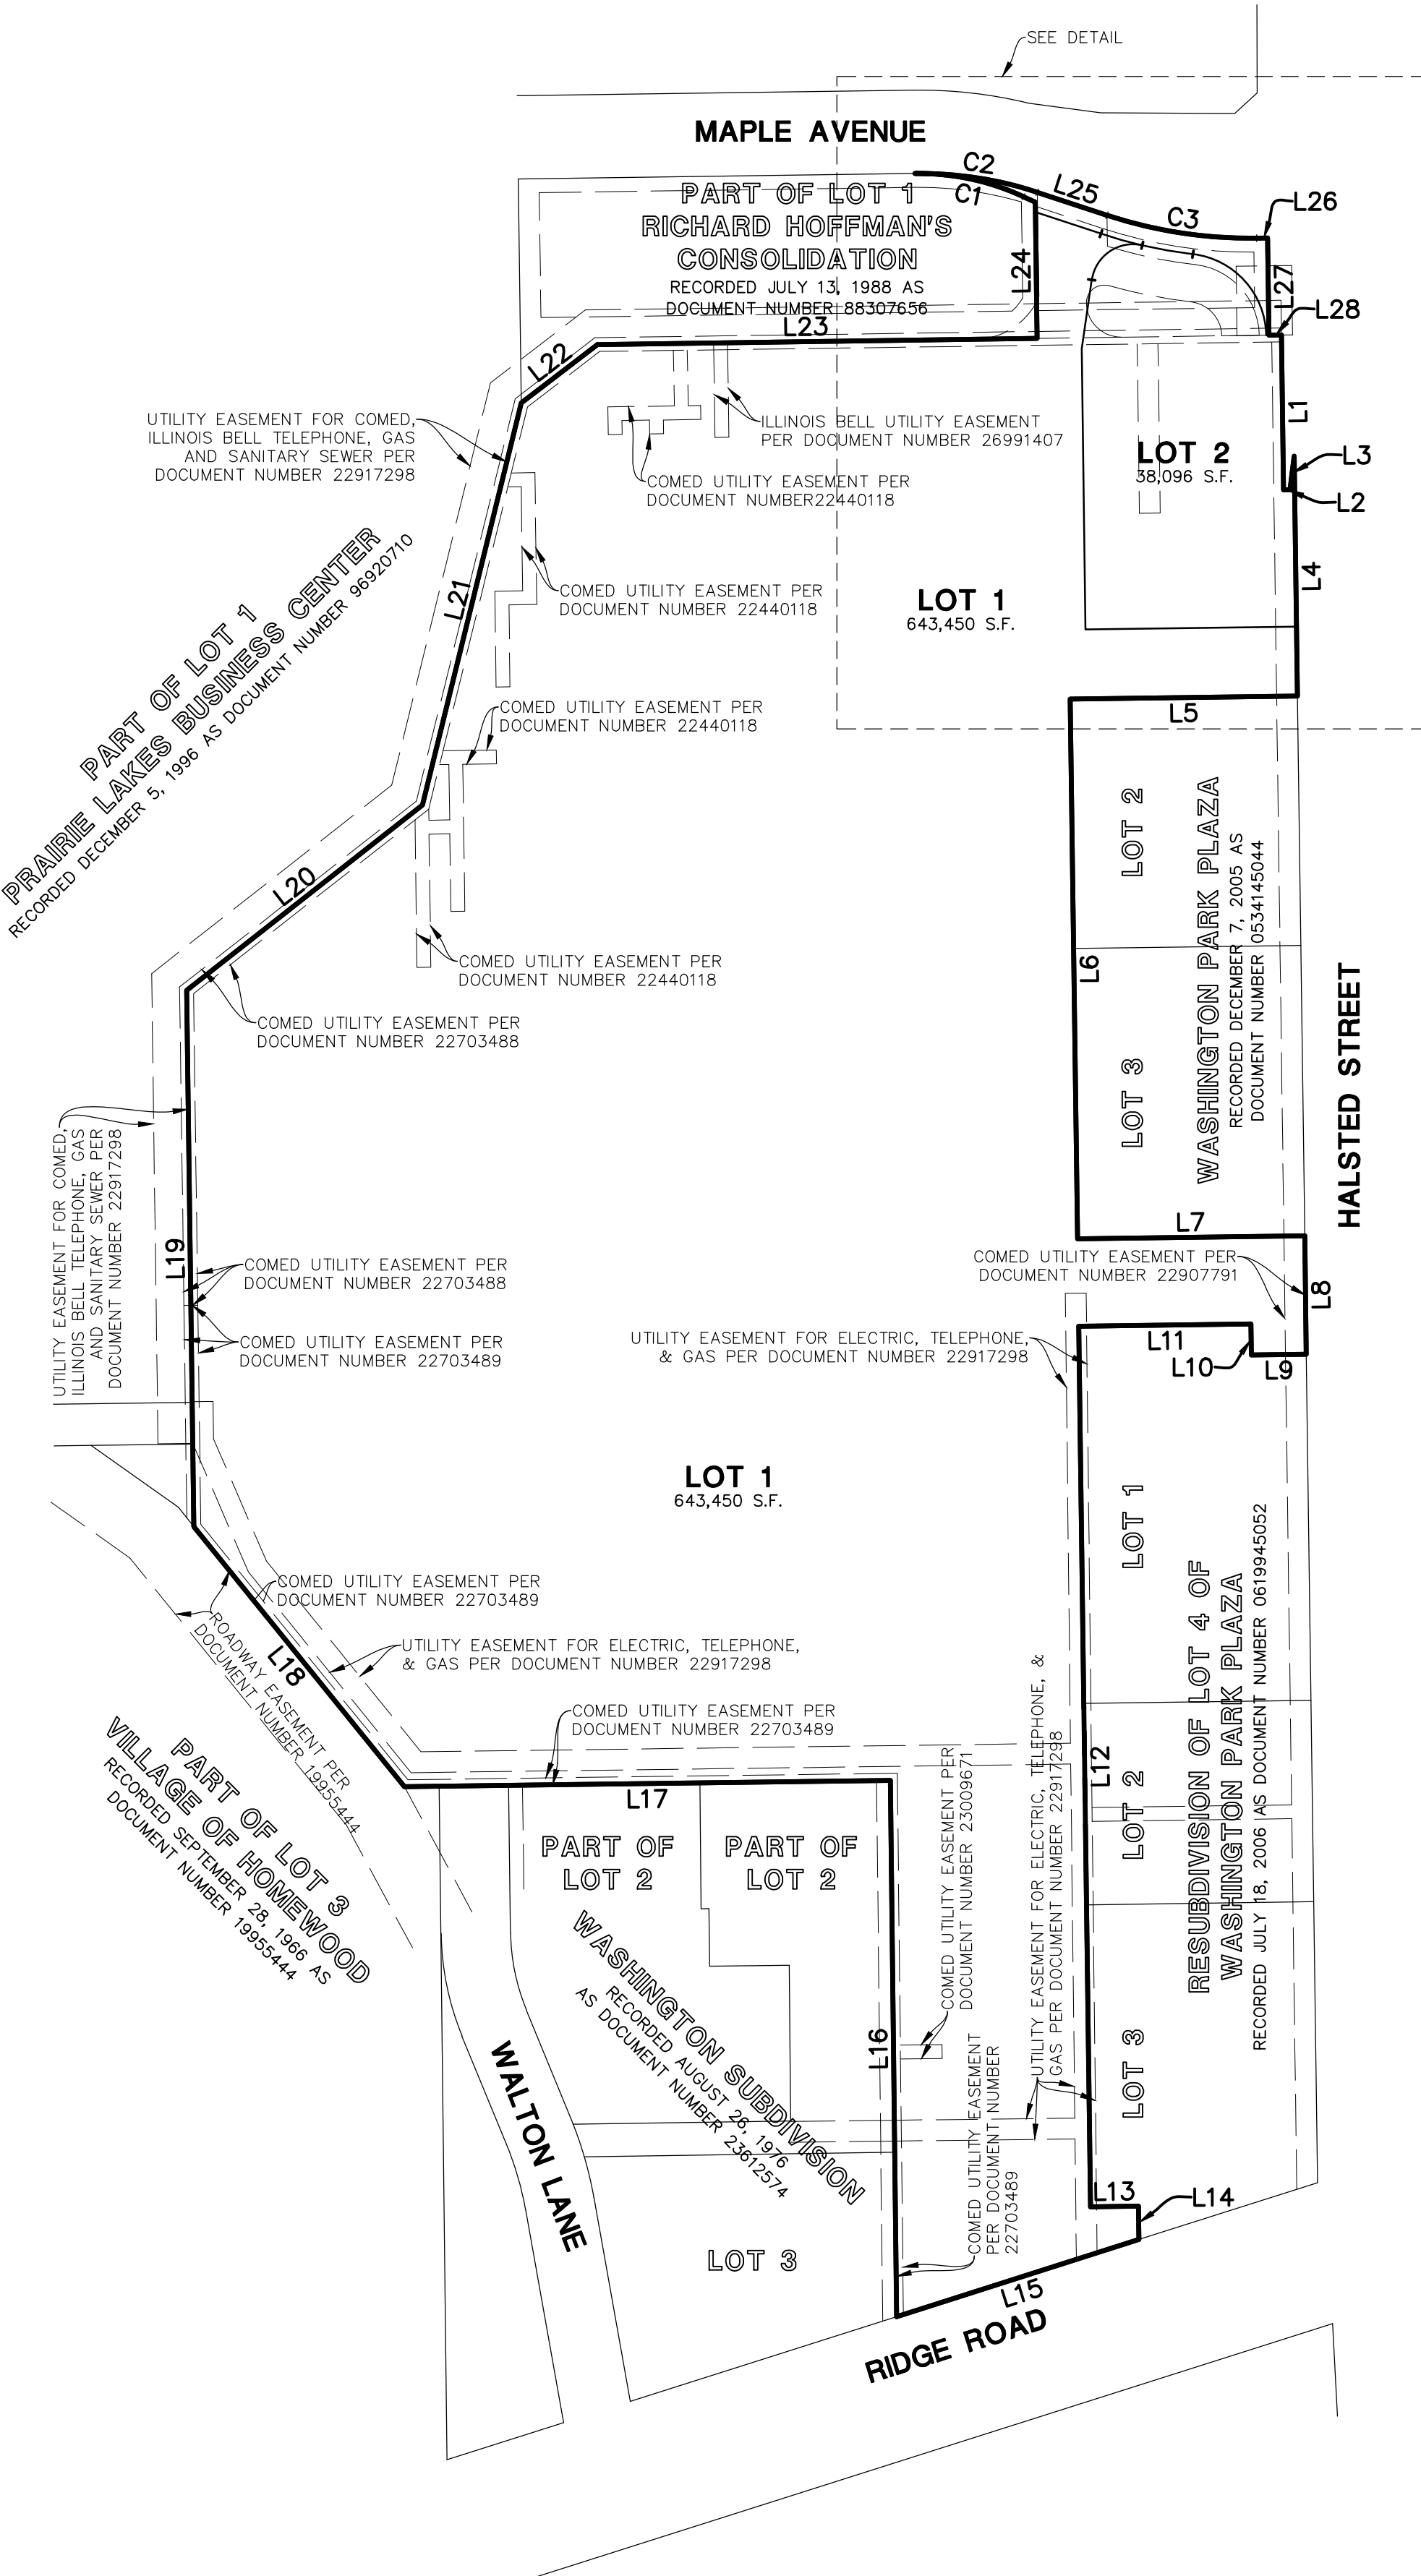 SEE DETAIL
MAPLE AVENUE
C2
C1
L25
C3
L26
PART OF LOT 1
RICHARD HOFFMAN'S
CONSOLIDATION
RECORDED JULY 13, 1988 AS
DOCUMENT NUMBER 88307656
L24
L27
L28
L23
L22
L1
UTILITY EASEMENT FOR COMED,
ILLINOIS BELL TELEPHONE, GAS
AND SANITARY SEWER PER
DOCUMENT NUMBER 22917298
ILLINOIS BELL UTILITY EASEMENT
PER DOCUMENT NUMBER 26991407
COMED UTILITY EASEMENT PER
DOCUMENT NUMBER22440118
LOT 2
38,096 S.F.
L3
L2
L4
PART OF LOT 1
PRAIRIE LAKES BUSINESS CENTER
RECORDED DECEMBER 5, 1996 AS DOCUMENT NUMBER 96920710
L21
COMED UTILITY EASEMENT PER
DOCUMENT NUMBER 22440118
LOT 1
643,450 S.F.
COMED UTILITY EASEMENT PER
DOCUMENT NUMBER 22440118
L5
LOT 2
WASHINGTON PARK PLAZA
RECORDED DECEMBER 7, 2005 AS
DOCUMENT NUMBER 0534145044
L20
COMED UTILITY EASEMENT PER
DOCUMENT NUMBER 22440118
L6
COMED UTILITY EASEMENT PER
DOCUMENT NUMBER 22703488
LOT 3
HALSTED STREET
UTILITY EASEMENT FOR COMED,
ILLINOIS BELL TELEPHONE, GAS
AND SANITARY SEWER PER
DOCUMENT NUMBER 22917298
L19
COMED UTILITY EASEMENT PER
DOCUMENT NUMBER 22703488
COMED UTILITY EASEMENT PER
DOCUMENT NUMBER 22703489
L7
COMED UTILITY EASEMENT PER
DOCUMENT NUMBER 22907791
L8
UTILITY EASEMENT FOR ELECTRIC, TELEPHONE,
& GAS PER DOCUMENT NUMBER 22917298
L11
L10
L9
LOT 1
643,450 S.F.
LOT 1
COMED UTILITY EASEMENT PER
DOCUMENT NUMBER 22703489
ROADWAY EASEMENT PER
DOCUMENT NUMBER 19955444
L18
UTILITY EASEMENT FOR ELECTRIC, TELEPHONE,
& GAS PER DOCUMENT NUMBER 22917298
RESUBDIVISION OF LOT 4 OF
WASHINGTON PARK PLAZA
RECORDED JULY 18, 2006 AS DOCUMENT NUMBER 0619945052
COMED UTILITY EASEMENT PER
DOCUMENT NUMBER 22703489
L17
L12
LOT 2
PART OF LOT 3
VILLAGE OF HOMEWOOD
RECORDED SEPTEMBER 28, 1966 AS
DOCUMENT NUMBER 19955444
PART OF
LOT 2
PART OF
LOT 2
COMED UTILITY EASEMENT PER
DOCUMENT NUMBER 23009671
UTILITY EASEMENT FOR ELECTRIC, TELEPHONE, &
GAS PER DOCUMENT NUMBER 22917298
WASHINGTON SUBDIVISION
RECORDED AUGUST 26, 1976
AS DOCUMENT NUMBER 23612574
L16
LOT 3
WALTON LANE
COMED UTILITY EASEMENT
PER DOCUMENT NUMBER
22703489
L13
L14
LOT 3
L15
RIDGE ROAD